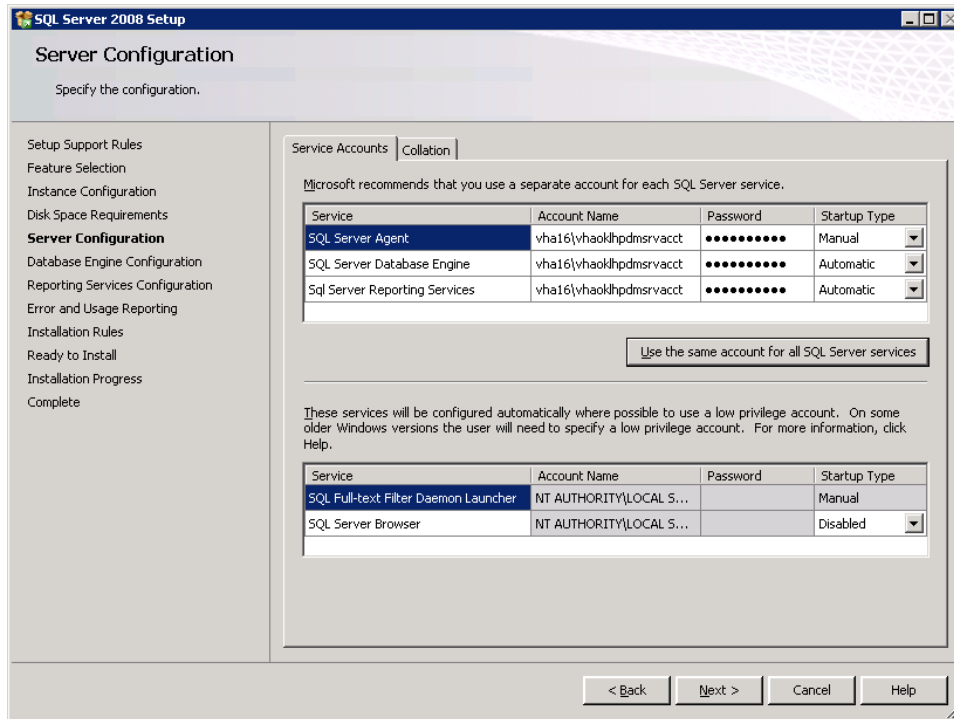 SQL Server 2008 Setup
Server Configuration
Specify the configuration.
Setup Support Rules
Feature Selection
Instance Configuration
Disk Space Requirements
Server Configuration
Database Engine Configuration
Reporting Services Configuration
Error and Usage Reporting
Installation Rules
Ready to Install
Installation Progress
Complete
Service Accounts Collation
Microsoft recommends that you use a separate account for each SQL Server service.
Service Account Name Password Startup Type
SQL Server Agent vha16\vhaoklhpdmsrvacct ●●●●●●●●●● Manual
SQL Server Database Engine vha16\vhaoklhpdmsrvacct ●●●●●●●●●● Automatic
Sql Server Reporting Services vha16\vhaoklhpdmsrvacct ●●●●●●●●●● Automatic
Use the same account for all SQL Server services
These services will be configured automatically where possible to use a low privilege account. On some
older Windows versions the user will need to specify a low privilege account. For more information, click
Help.
Service Account Name Password Startup Type
SQL Full-text Filter Daemon Launcher NT AUTHORITY\LOCAL S... Manual
SQL Server Browser NT AUTHORITY\LOCAL S... Disabled
< Back Next > Cancel Help